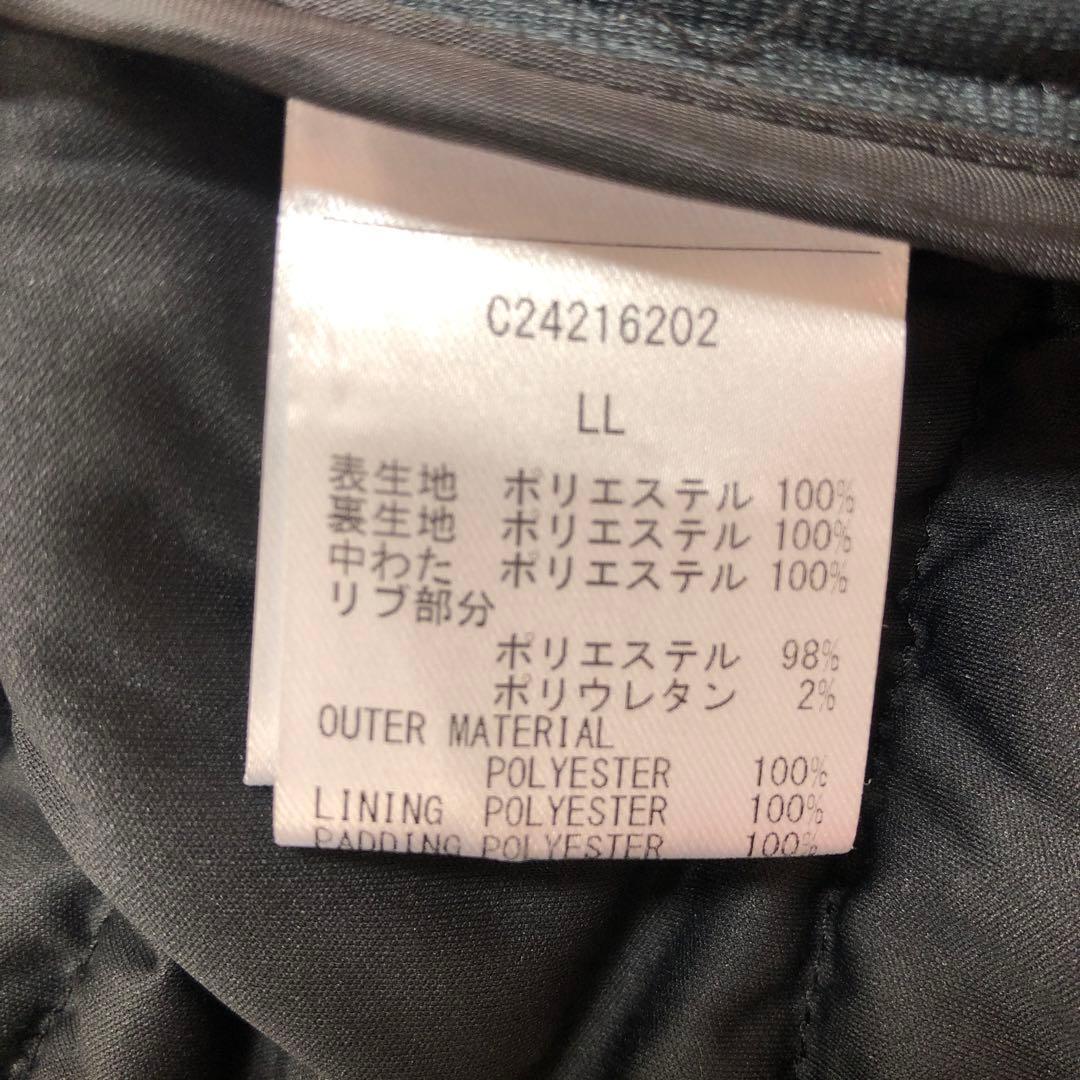 C24216202
LL
表生地 ポリエステル 100%
裏生地 ポリエステル 100%
中わた ポリエステル 100%
リブ部分
ポリエステル 98%
ポリウレタン 2%
OUTER MATERIAL
POLYESTER 100%
LINING POLYESTER 100%
PADDING POLYESTER 100%